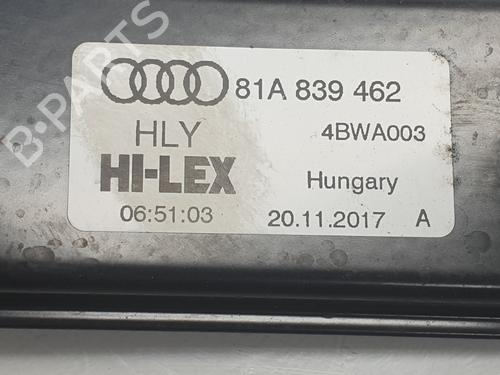 81A 839 462
HLY
4BWA003
HI-LEX
Hungary
06:51:03
20.11.2017 A
B-PARTS